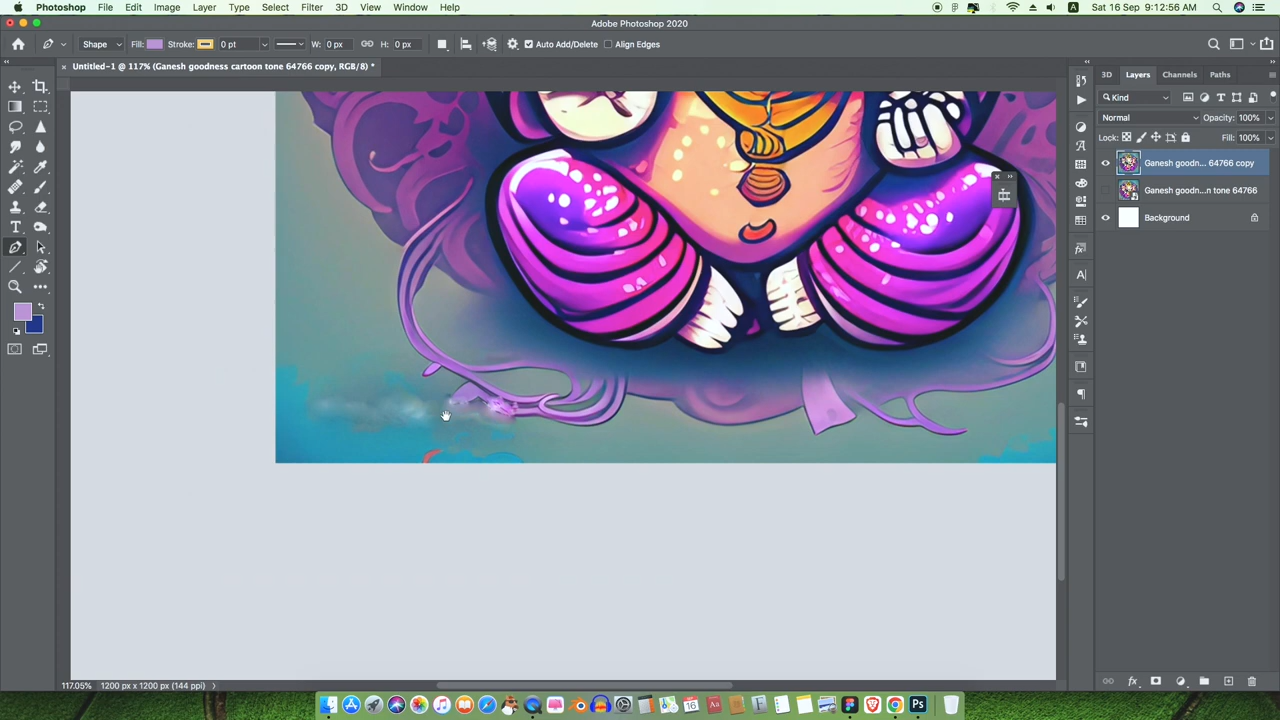 Photoshop File Edit Image Layer Type Select Filter 3D View Window Help
A Sat 16 Sep 9:12:56 AM
Adobe Photoshop 2020
Shape Fill: Stroke: 0 pt W: 0 px H: 0 px Auto Add/Delete Align Edges
Untitled-1 @ 117% (Ganesh goodness cartoon tone 64766 copy, RGB/8) *
3D Layers Channels Paths
Kind
Normal Opacity: 100%
Lock: Fill: 100%
Ganesh goodn... 64766 copy
Ganesh goodn...n tone 64766
Background
117.05% 1200 px x 1200 px (144 ppi)
16
Ps